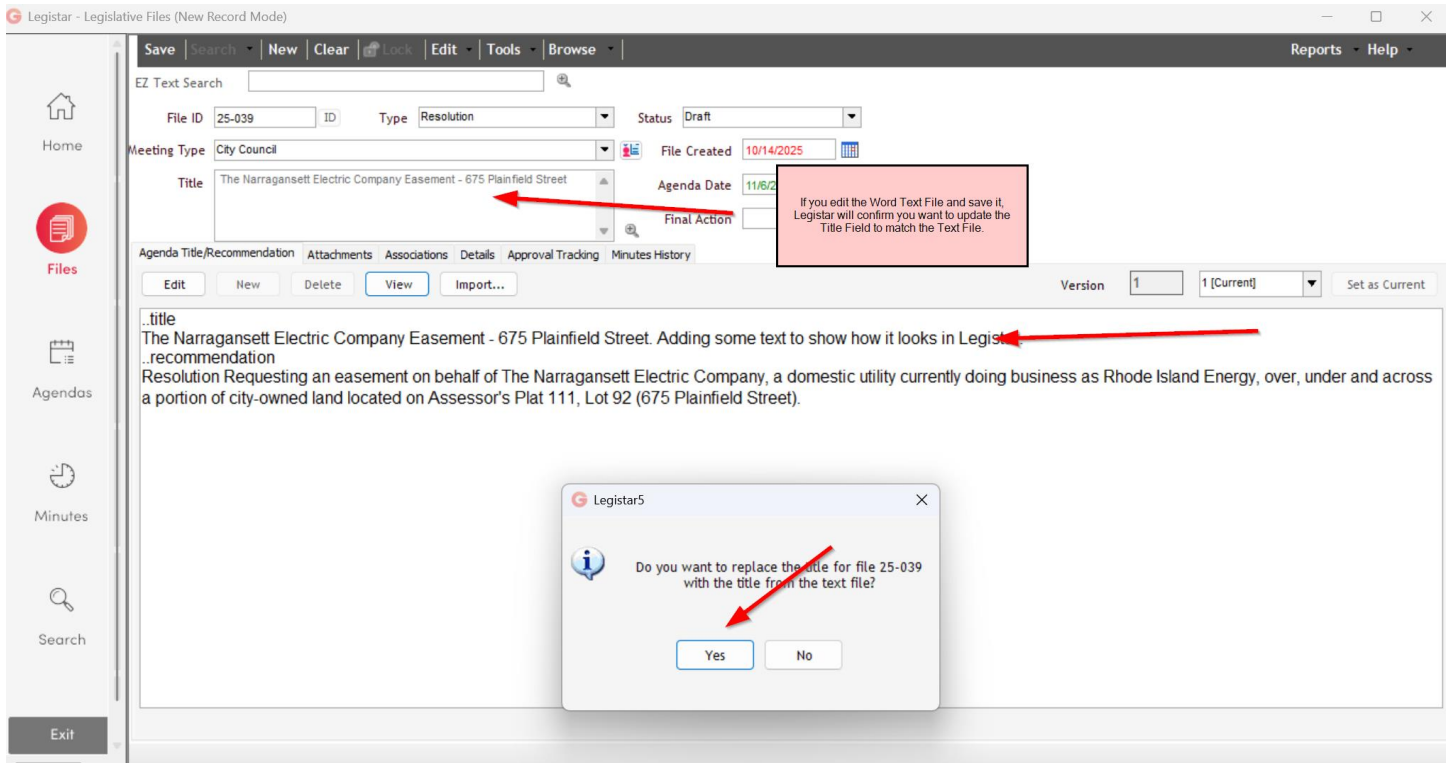 Legistar - Legislative Files (New Record Mode)
Save Search New Clear Lock Edit Tools Browse Reports Help
EZ Text Search
File ID 25-039 ID Type Resolution Status Draft
Meeting Type City Council File Created 10/14/2025
Title The Narragansett Electric Company Easement - 675 Plainfield Street Agenda Date 11/6/2
Final Action
If you edit the Word Text File and save it,
Legistar will confirm you want to update the
Title Field to match the Text File.
Agenda Title/Recommendation Attachments Associations Details Approval Tracking Minutes History
Edit New Delete View Import... Version 1 1 [Current] Set as Current
..title
The Narragansett Electric Company Easement - 675 Plainfield Street. Adding some text to show how it looks in Legistar.
..recommendation
Resolution Requesting an easement on behalf of The Narragansett Electric Company, a domestic utility currently doing business as Rhode Island Energy, over, under and across
a portion of city-owned land located on Assessor's Plat 111, Lot 92 (675 Plainfield Street).
Legistar5
Do you want to replace the title for file 25-039
with the title from the text file?
Yes No
Home
Files
Agendas
Minutes
Search
Exit